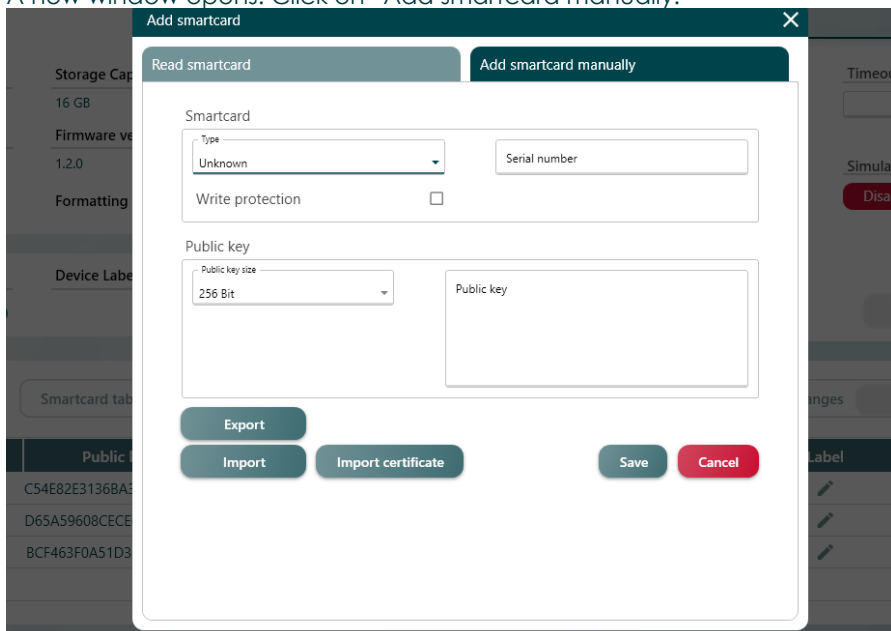 A new window opens. Click on "Add smartcard manually."
Add smartcard
Read smartcard
Add smartcard manually
Storage Cap
16 GB
Firmware ve
1.2.0
Formatting
Device Labe
Timeou
Simula
Disa
Smartcard
Type
Unknown
Serial number
Write protection
Public key
Public key size
256 Bit
Public key
Smartcard tab
anges
Export
Import
Import certificate
Save
Cancel
Public
Label
C54E82E3136BA3
D65A59608CECE
BCF463F0A51D3